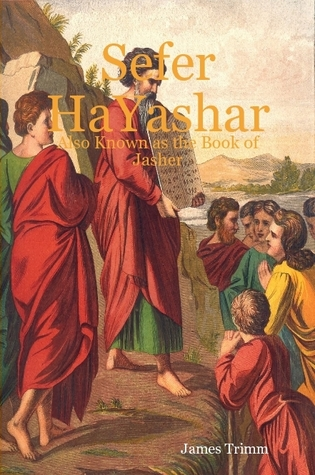 Sefer
HaYashar
Also Known as the Book of
Jasher
James Trimm